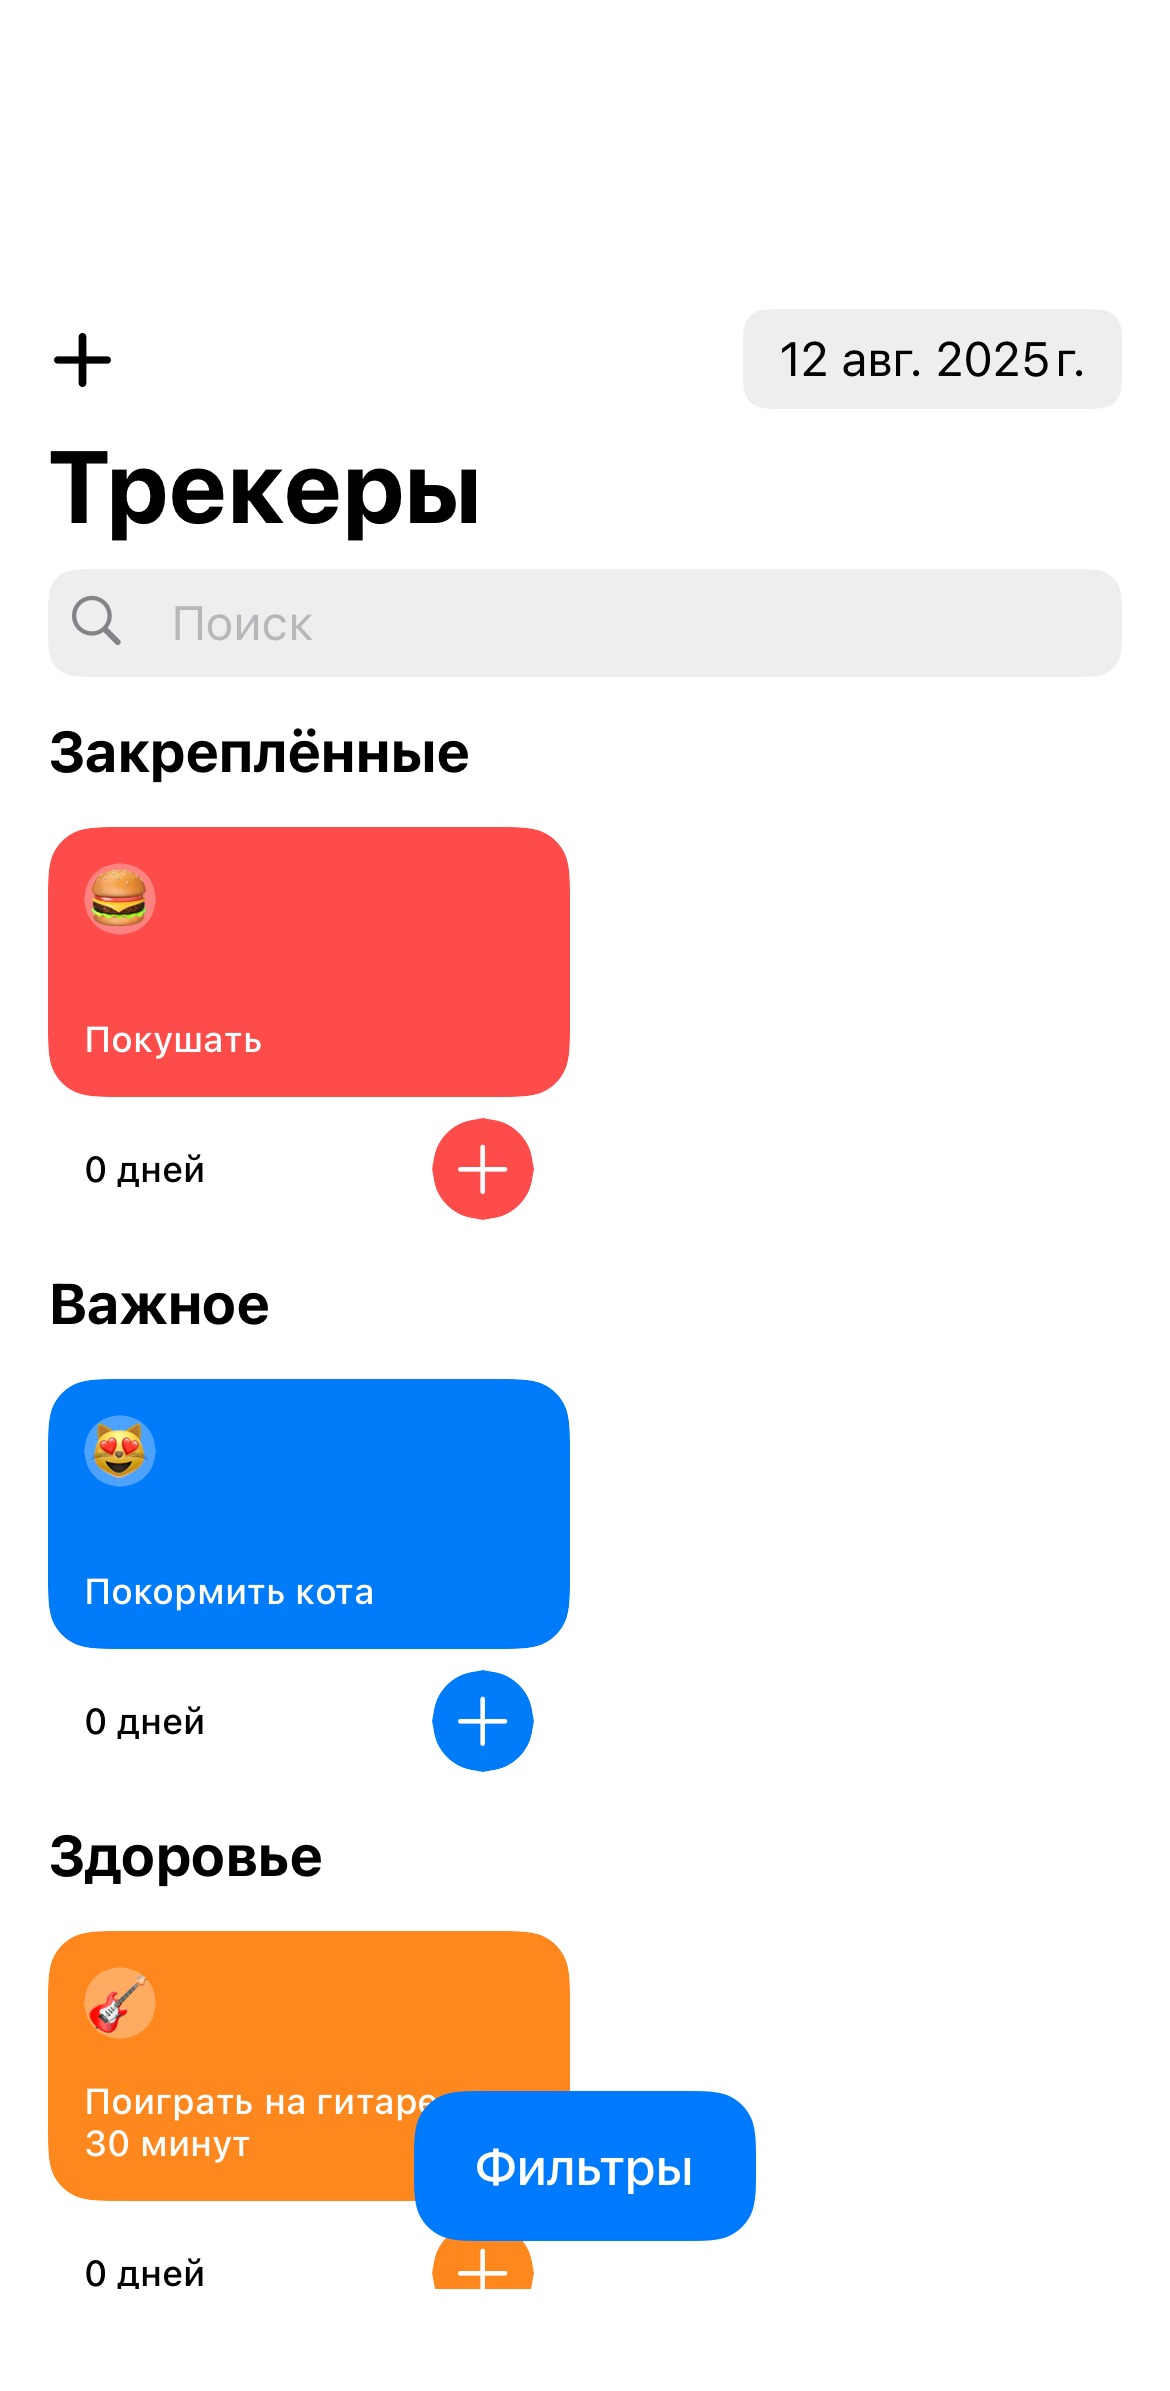 12 авг. 2025 г.
Трекеры
Поиск
Закреплённые
Покушать
0 дней
Важное
Покормить кота
0 дней
Здоровье
Поиграть на гитаре
30 минут
Фильтры
0 дней